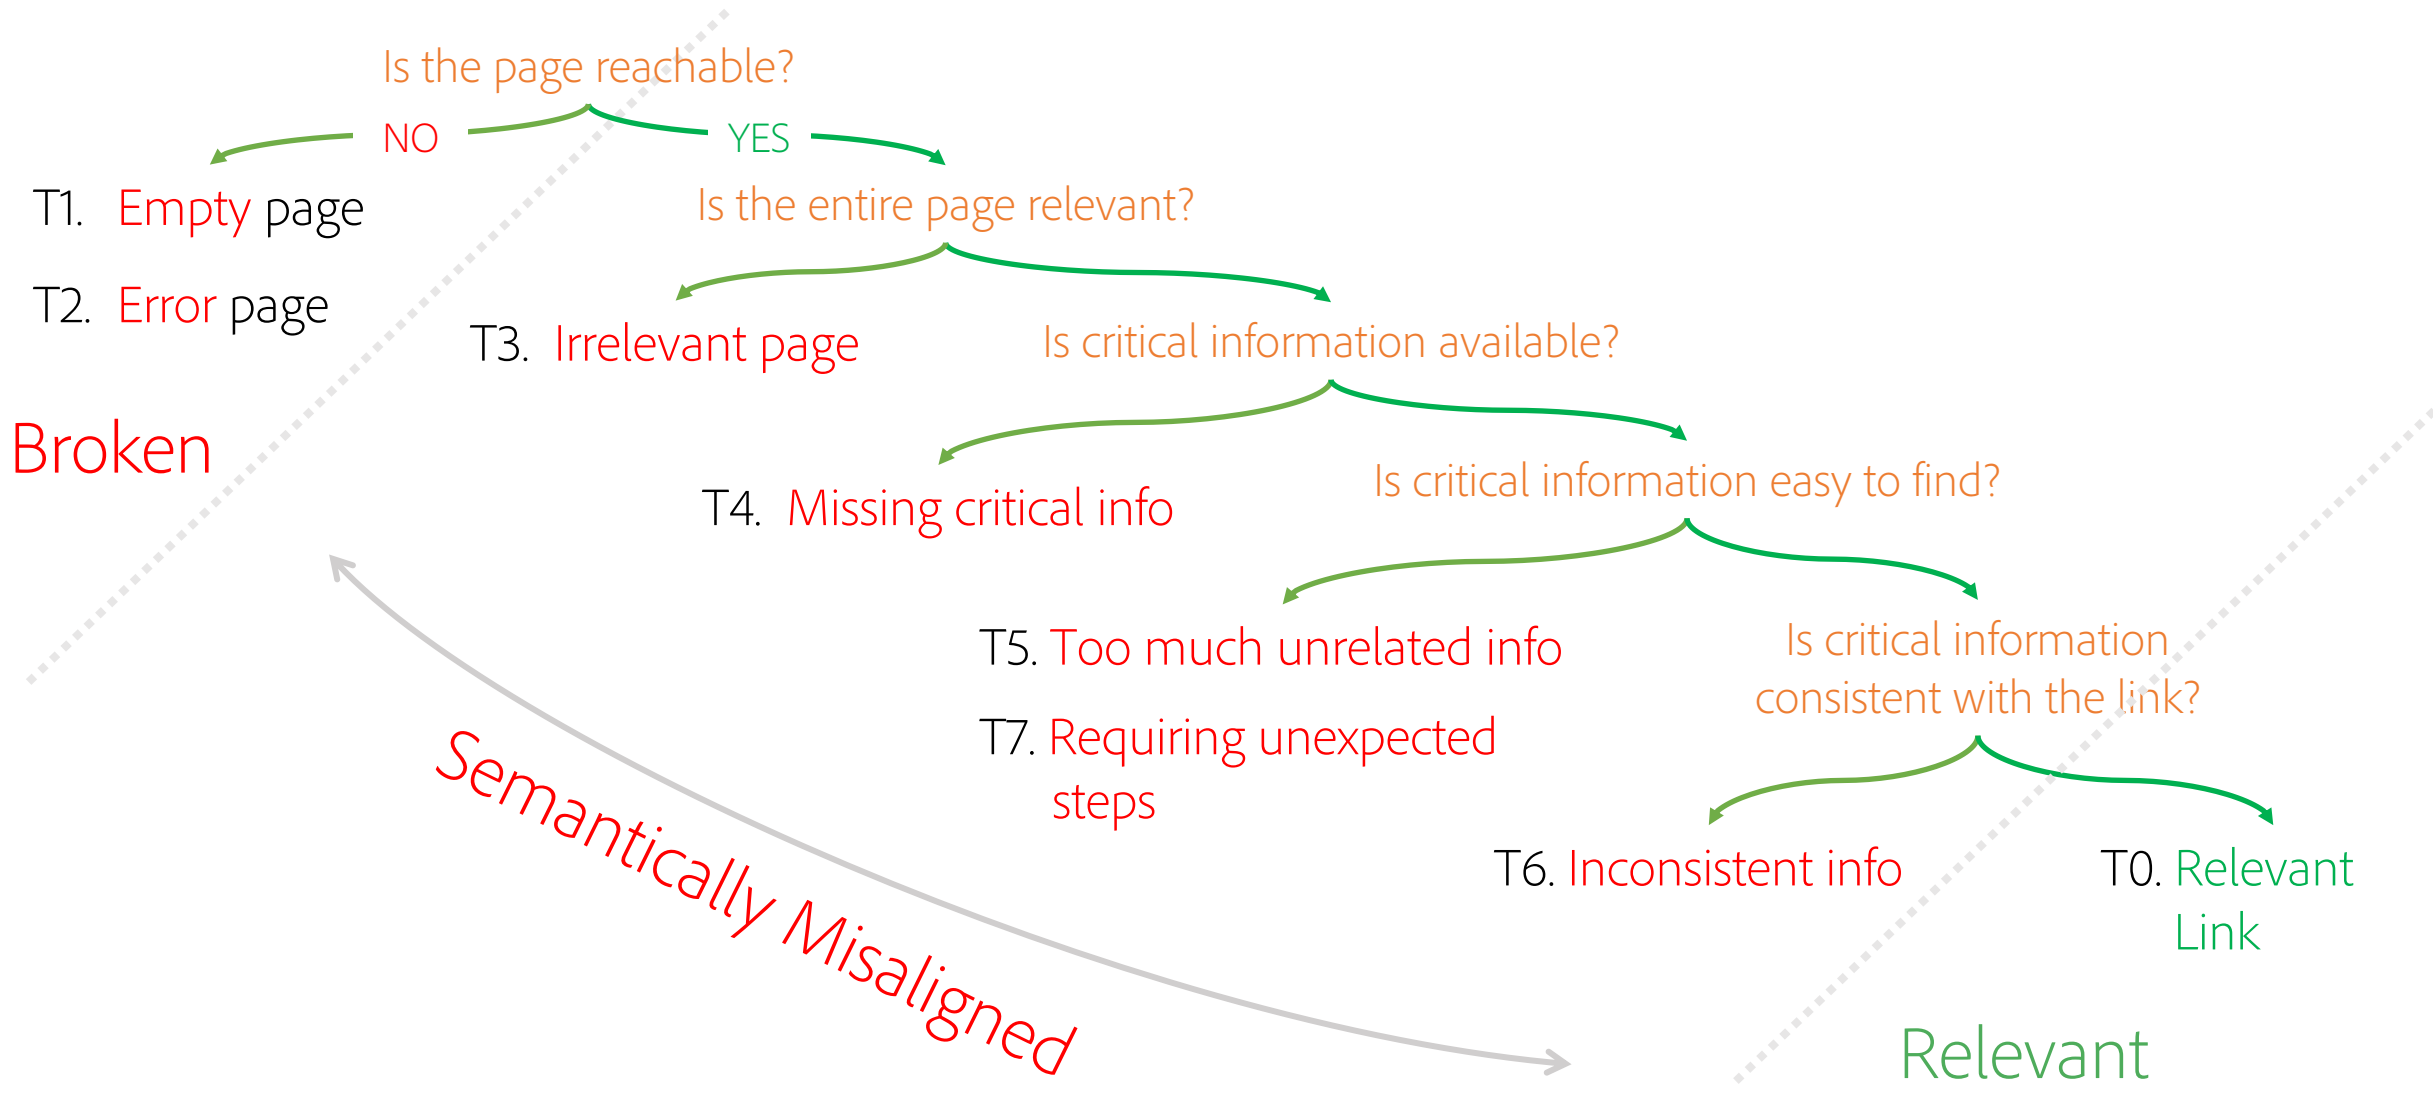 Is the page reachable?
NO
YES
T1. Empty page
Is the entire page relevant?
T2. Error page
T3. Irrelevant page
Is critical information available?
Broken
T4. Missing critical info
Is critical information easy to find?
T5. Too much unrelated info
Is critical information
consistent with the link?
T7. Requiring unexpected
steps
T6. Inconsistent info
T0. Relevant
Link
Semantically Misaligned
Relevant